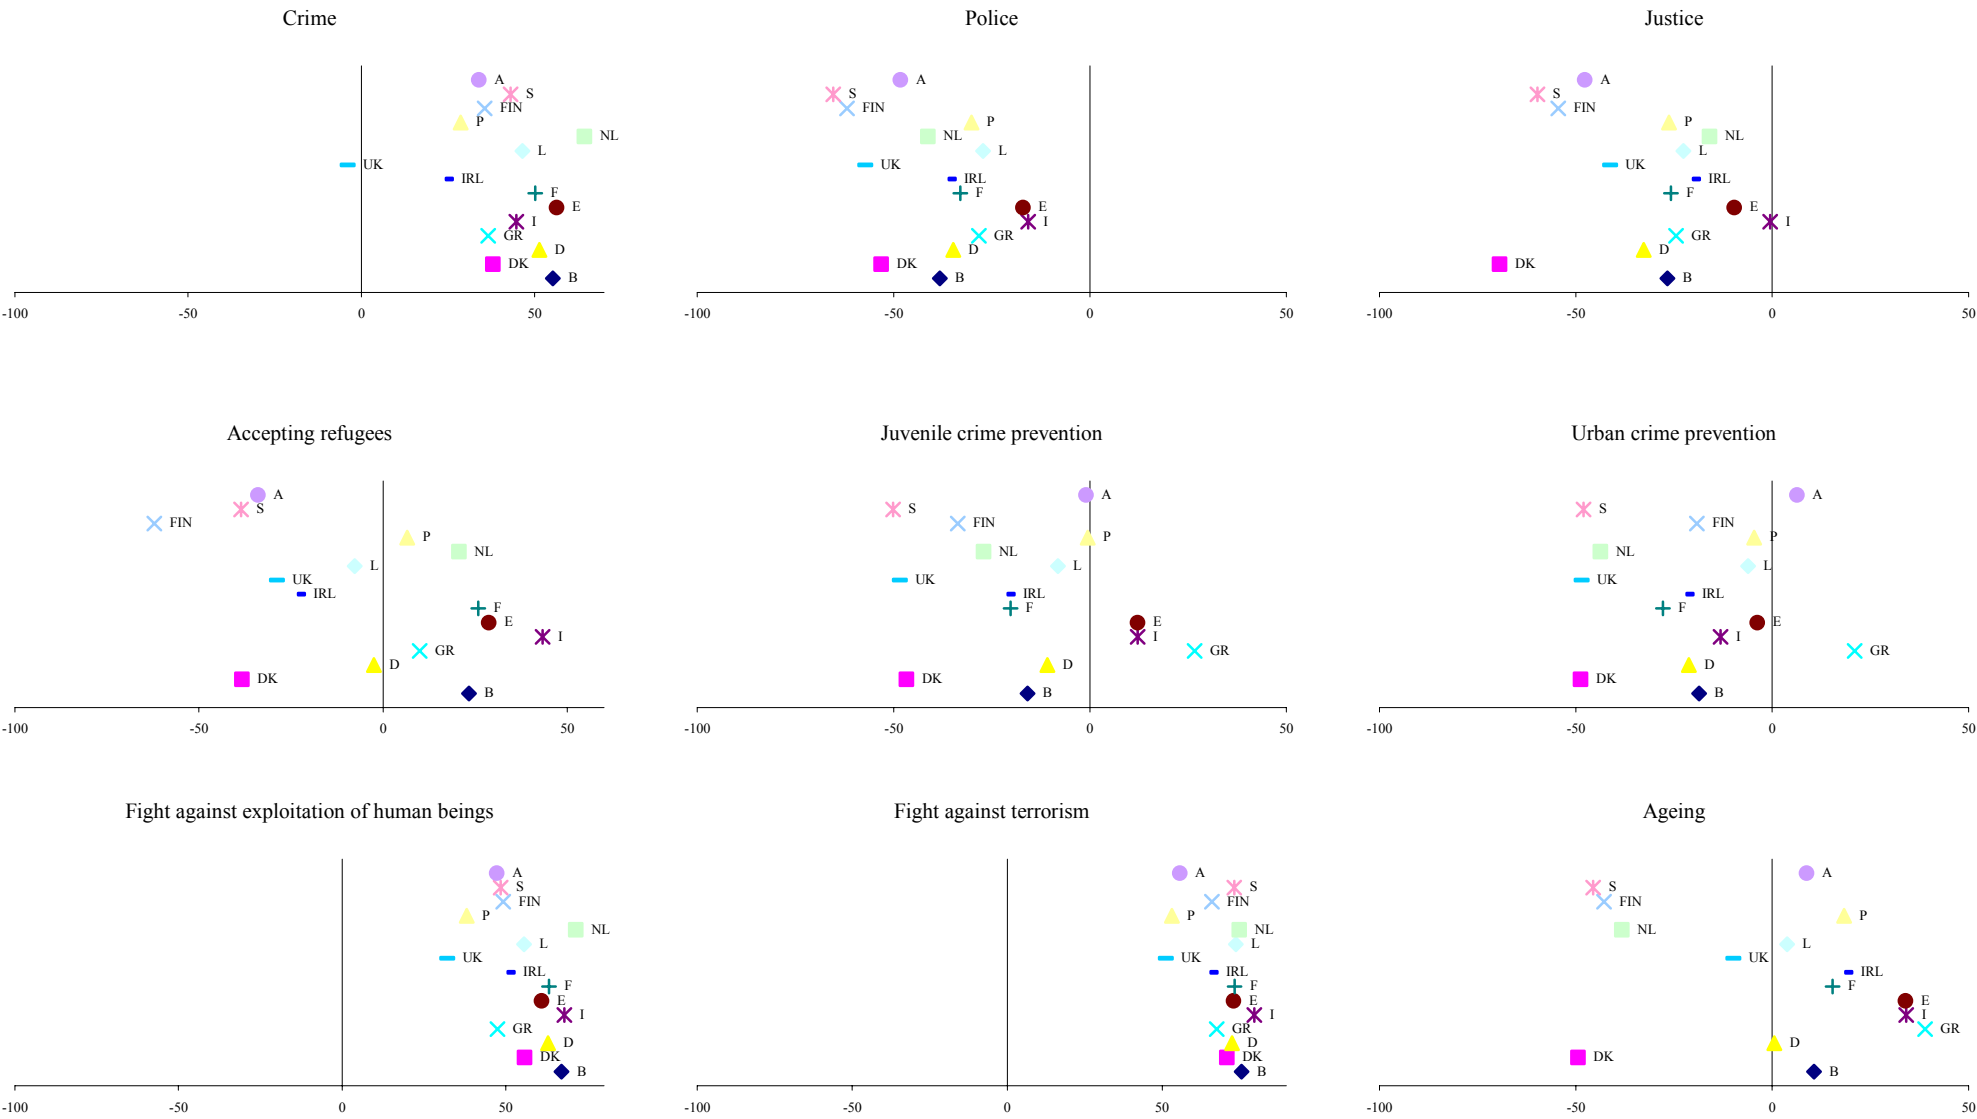 Crime
A
S
FIN
P
NL
L
UK
IRL
F
E
I
GR
D
DK
B
-100 -50 0 50
Police
A
S
FIN
P
NL
L
UK
IRL
F
E
I
GR
D
DK
B
-100 -50 0 50
Justice
A
S
FIN
P
NL
L
UK
IRL
F
E
I
GR
D
DK
B
-100 -50 0 50
Accepting refugees
A
S
FIN
P
NL
L
UK
IRL
F
E
I
GR
D
DK
B
-100 -50 0 50
Juvenile crime prevention
A
S
FIN
P
NL
L
UK
IRL
F
E
I
GR
D
DK
B
-100 -50 0 50
Urban crime prevention
A
S
FIN
P
NL
L
UK
IRL
F
E
I
GR
D
DK
B
-100 -50 0 50
Fight against exploitation of human beings
A
S
FIN
P
NL
L
UK
IRL
F
E
I
GR
D
DK
B
-100 -50 0 50
Fight against terrorism
A
S
FIN
P
NL
L
UK
IRL
F
E
I
GR
D
DK
B
-100 -50 0 50
Ageing
A
S
FIN
P
NL
L
UK
IRL
F
E
I
GR
D
DK
B
-100 -50 0 50